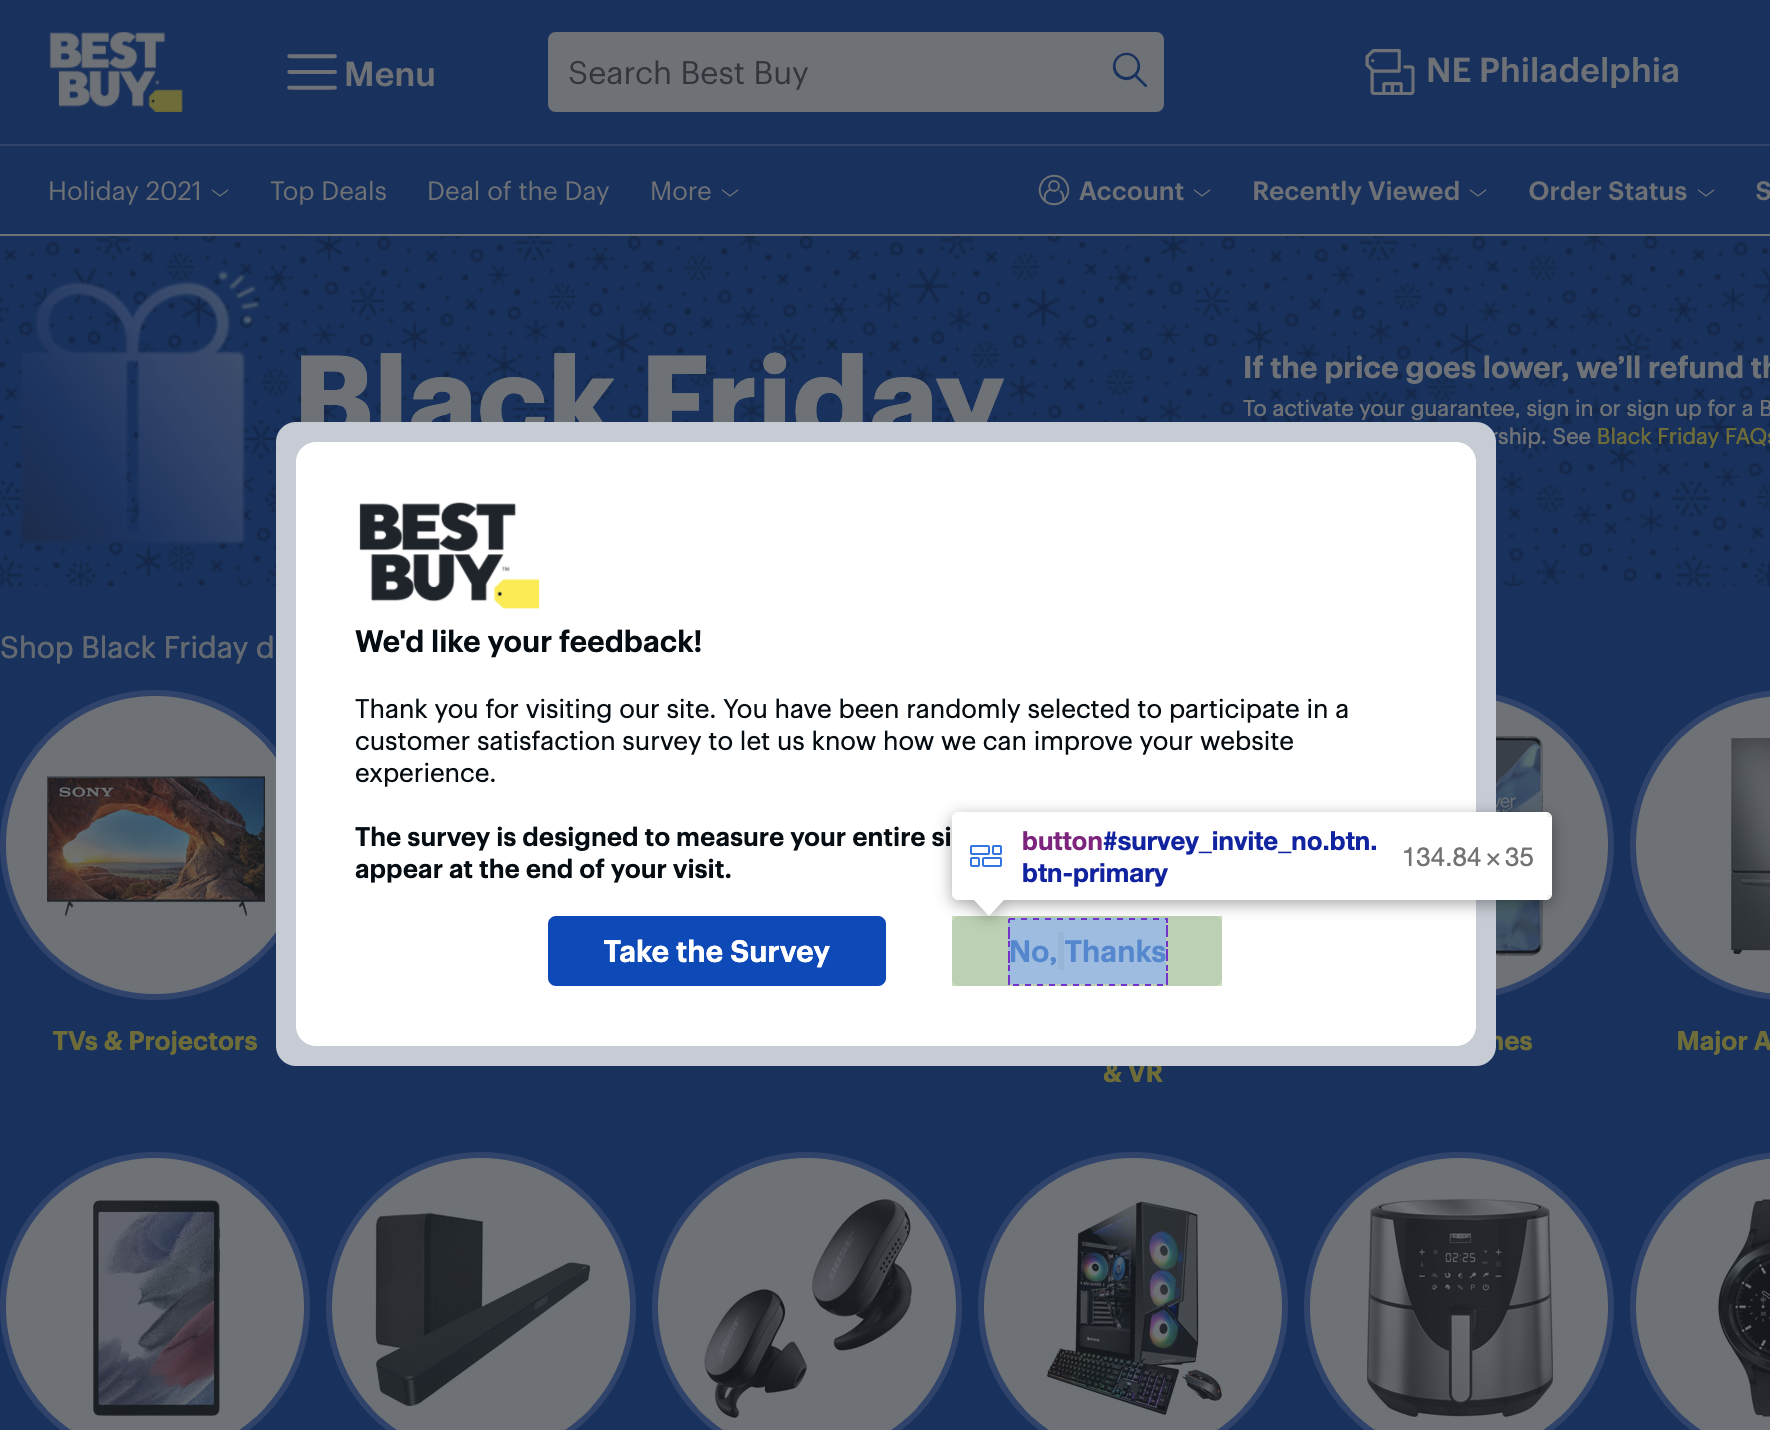 BEST
BUY
Menu
Search Best Buy
NE Philadelphia
Holiday 2021
Top Deals
Deal of the Day
More
Account
Recently Viewed
Order Status
S
Black Friday
If the price goes lower, we’ll refund th
To activate your guarantee, sign in or sign up for a B
rship. See Black Friday FAQs
BEST
BUY™
We'd like your feedback!
Shop Black Friday d
Thank you for visiting our site. You have been randomly selected to participate in a
customer satisfaction survey to let us know how we can improve your website
experience.
SONY
The survey is designed to measure your entire si
appear at the end of your visit.
button#survey_invite_no.btn.
btn-primary
134.84 × 35
Take the Survey
No, Thanks
TVs & Projectors
nes
Major A
& VR
02:25